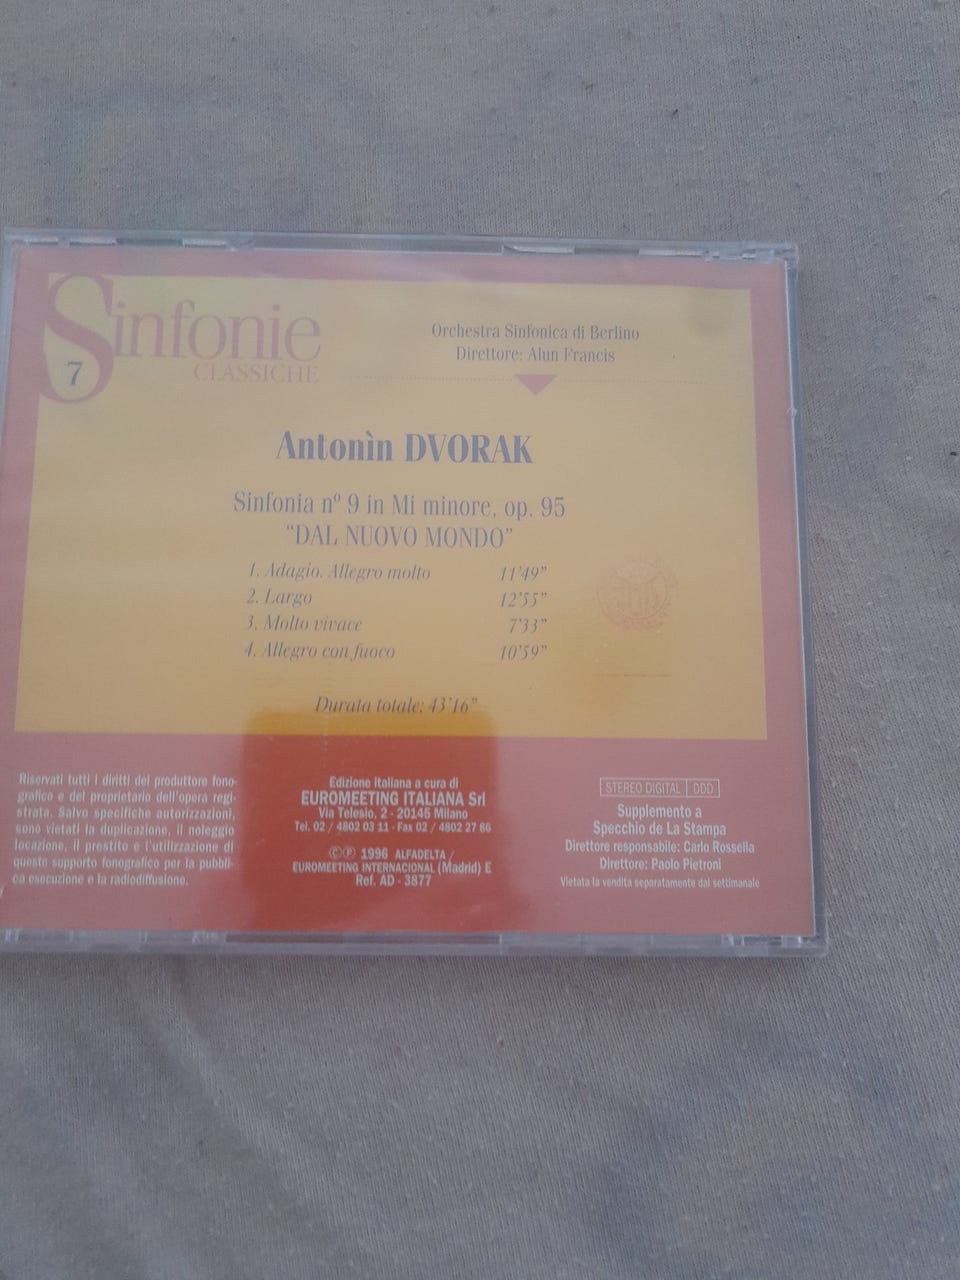 Sinfonie
CLASSICHE
7
Orchestra Sinfonica di Berlino
Direttore: Alun Francis
Antonìn DVORAK
Sinfonia nº 9 in Mi minore, op. 95
“DAL NUOVO MONDO”
1. Adagio. Allegro molto 11’49”
2. Largo 12’55”
3. Molto vivace 7’33”
4. Allegro con fuoco 10’59”
Durata totale: 43’16”
Riservati tutti i diritti del produttore fono-
grafico e del proprietario dell’opera regi-
strata. Salvo specifiche autorizzazioni,
sono vietati la duplicazione, il noleggio
locazione, il prestito e l’utilizzazione di
questo supporto fonografico per la pubbli-
ca esecuzione e la radiodiffusione.
Edizione italiana a cura di
EUROMEETING ITALIANA Srl
Via Telesio, 2 - 20145 Milano
Tel. 02 / 4802 03 11 - Fax 02 / 4802 27 86
©℗ 1996 ALFADELTA /
EUROMEETING INTERNACIONAL (Madrid) E
Ref. AD - 3877
STEREO DIGITAL DDD
Supplemento a
Specchio de La Stampa
Direttore responsabile: Carlo Rossella
Direttore: Paolo Pietroni
Vietata la vendita separatamente dal settimanale